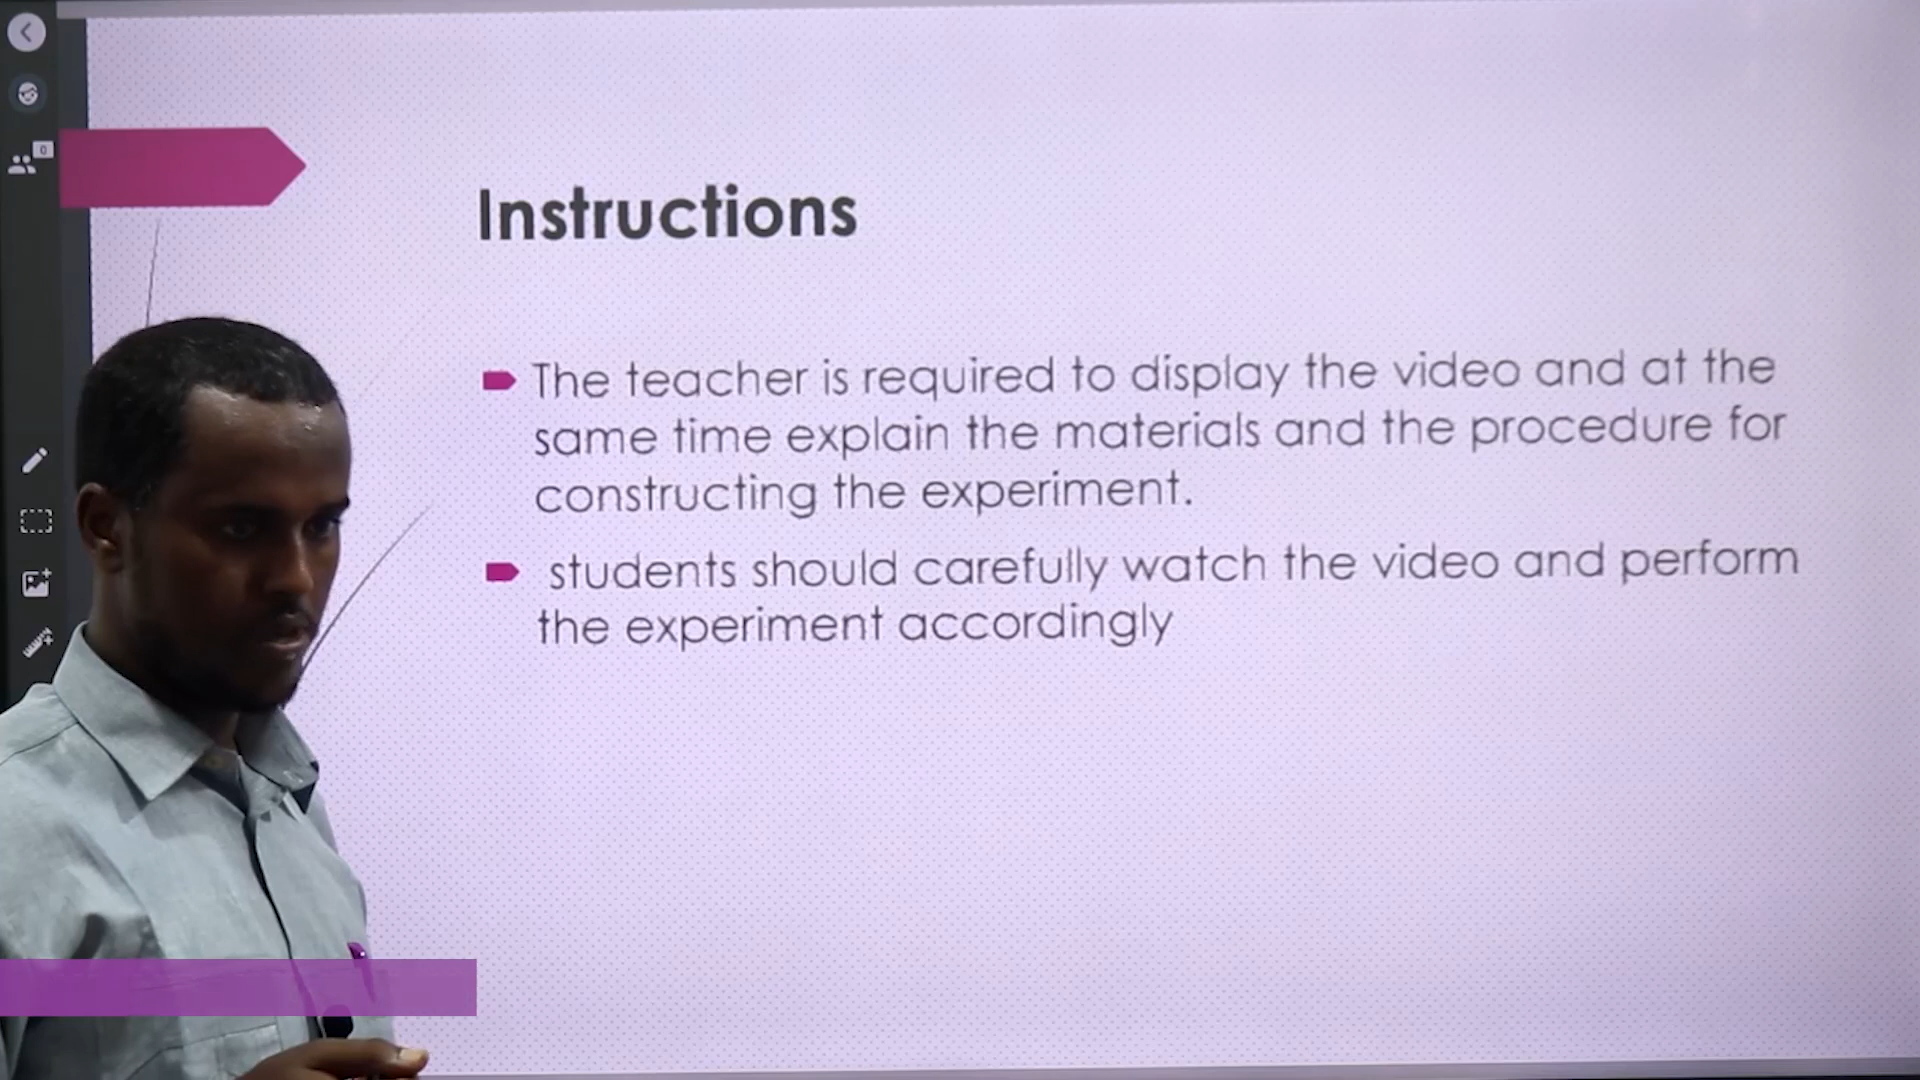 0
Instructions
The teacher is required to display the video and at the
same time explain the materials and the procedure for
constructing the experiment.
students should carefully watch the video and perform
the experiment accordingly